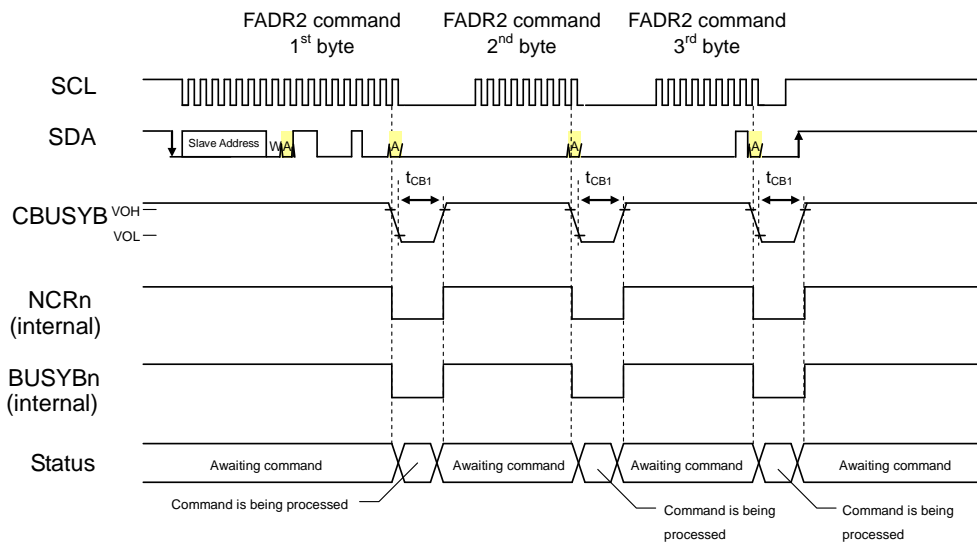 FADR2 command
1st byte
FADR2 command
2nd byte
FADR2 command
3rd byte
SCL
SDA
Slave Address
W
A
A
A
A
tCB1
tCB1
tCB1
CBUSYB
VOH
VOL
NCRn
(internal)
BUSYBn
(internal)
Status
Awaiting command
Awaiting command
Awaiting command
Awaiting command
Command is being processed
Command is being
processed
Command is being
processed